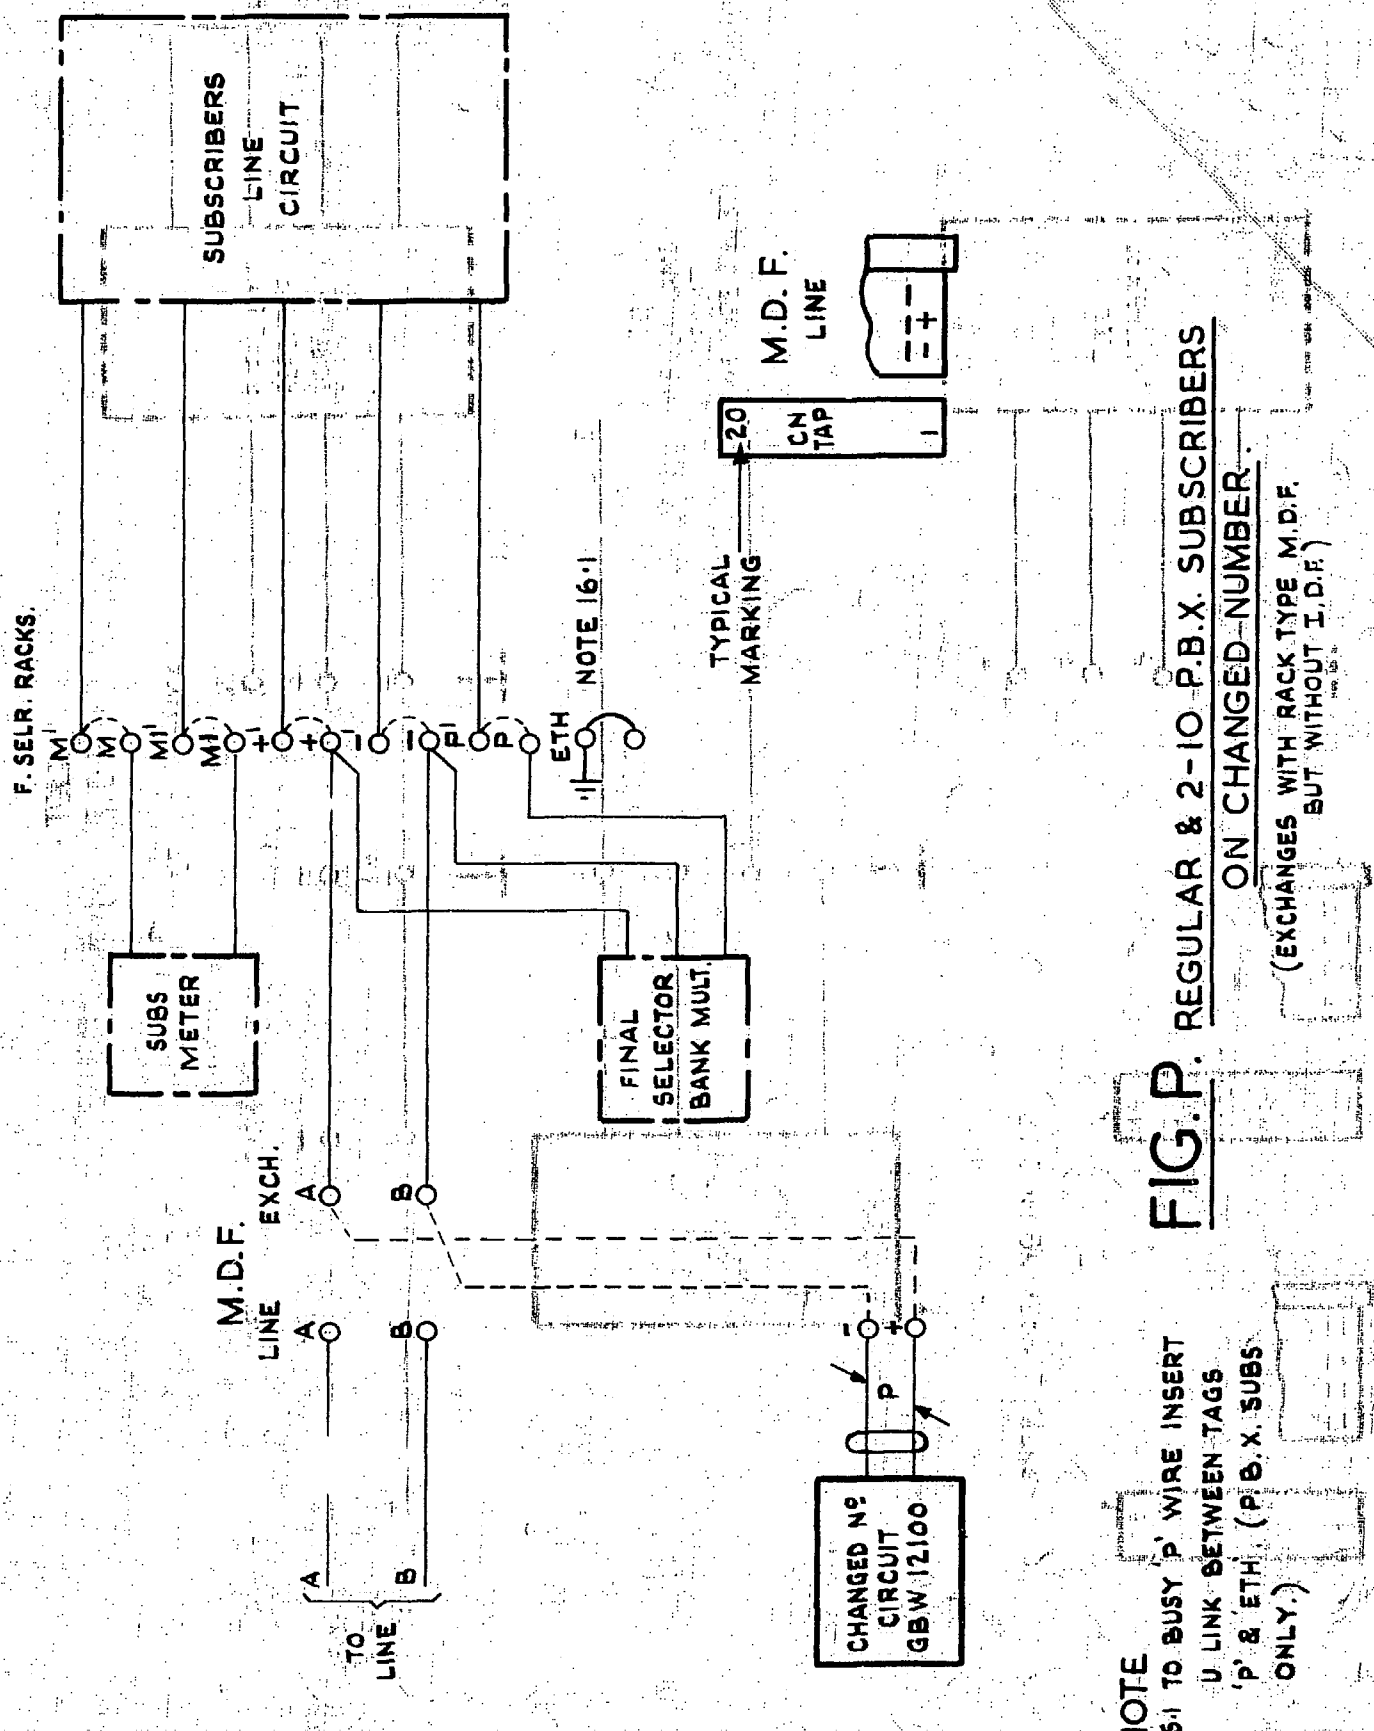 F. SELR. RACKS.
SUBSCRIBERS
LINE
CIRCUIT
M'
M
M1'
M1
+'
+
-'
-
P'
P
ETH
NOTE 16·1
SUBS
METER
FINAL
SELECTOR
BANK MULT.
M.D.F.
LINE
EXCH.
A
A
B
B
TO
LINE
A
B
CHANGED Nº
CIRCUIT
GBW 12100
P
-
+
M.D.F.
LINE
- - -
- +
20
CN
TAP
1
TYPICAL
MARKING
FIG.P. REGULAR & 2-10 P.B.X. SUBSCRIBERS
ON CHANGED NUMBER.
(EXCHANGES WITH RACK TYPE M.D.F.
BUT WITHOUT I.D.F.)
NOTE
TO BUSY 'P' WIRE INSERT
U LINK BETWEEN TAGS
'P' & 'ETH'. (P.B.X. SUBS
ONLY.)